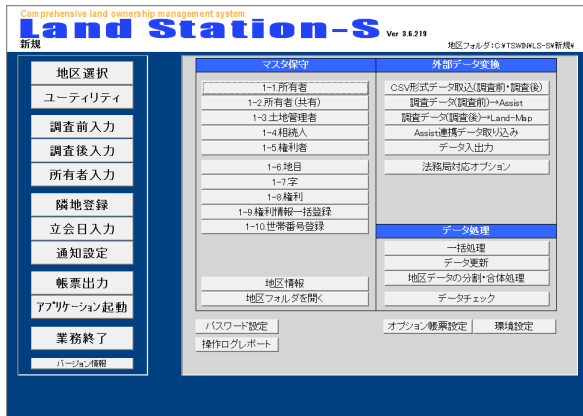 Comprehensive land ownership management system
Land Station-S Ver 3.6.219
新規
地区フォルダ:C:¥TSWIN¥LS-S¥新規¥
地区選択
ユーティリティ
調査前入力
調査後入力
所有者入力
隣地登録
立会日入力
通知設定
帳票出力
アプリケーション起動
業務終了
バージョン情報
マスタ保守
1-1.所有者
1-2.所有者(共有)
1-3.土地管理者
1-4.相続人
1-5.権利者
1-6.地目
1-7.字
1-8.権利
1-9.権利情報一括登録
1-10.世帯番号登録
地区情報
地区フォルダを開く
外部データ変換
CSV形式データ取込(調査前・調査後)
調査データ(調査前)→Assist
調査データ(調査後)→Land-Map
Assist連携データ取り込み
データ入出力
法務局対応オプション
データ処理
一括処理
データ更新
地区データの分割・合体処理
データチェック
パスワード設定
操作ログレポート
オプション帳票設定
環境設定